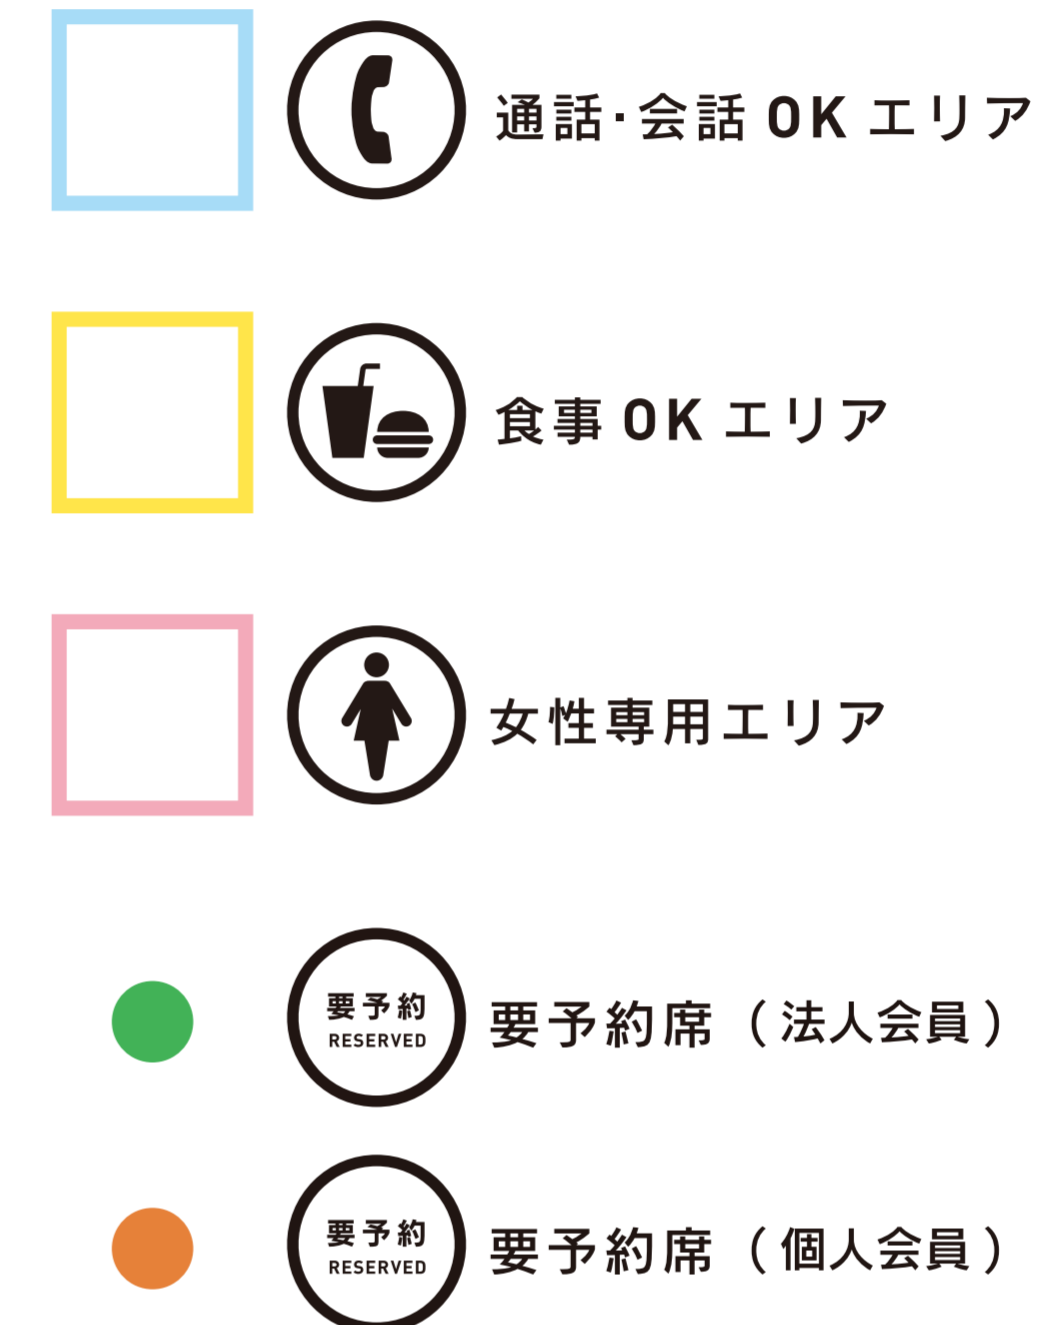 通話・会話 OK エリア
食事 OK エリア
女性専用エリア
要予約
RESERVED
要予約席（法人会員）
要予約
RESERVED
要予約席（個人会員）